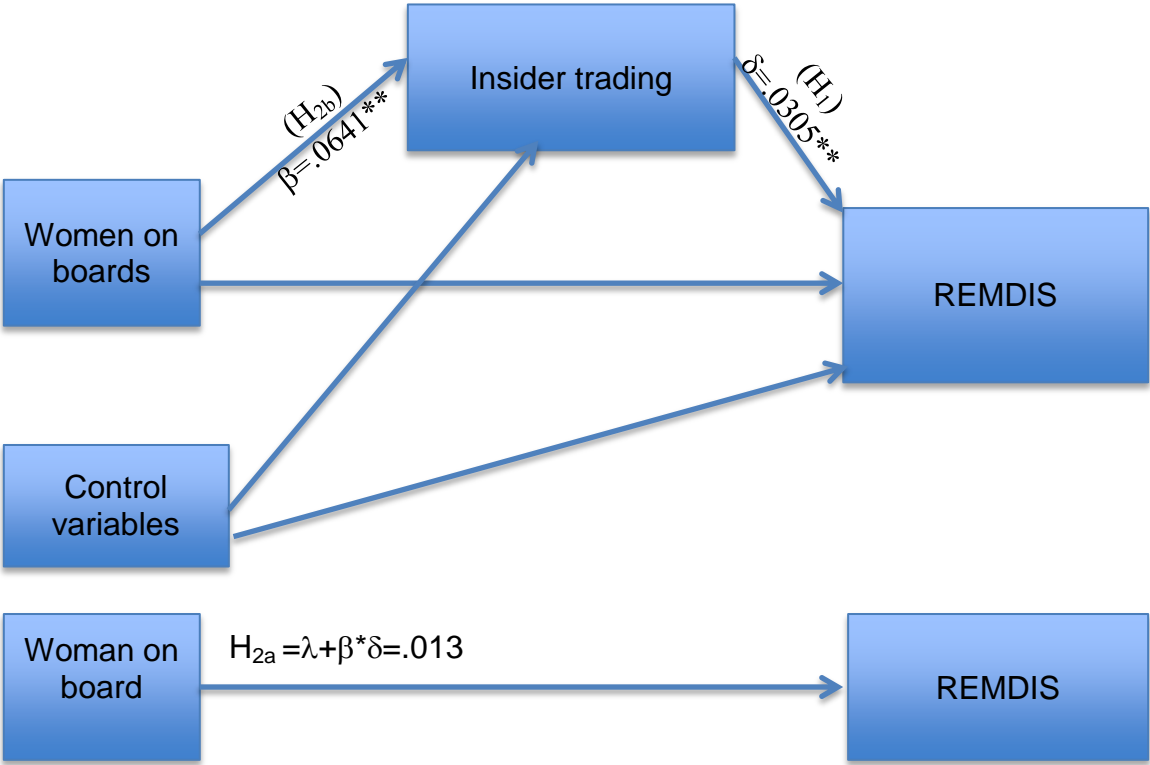 Insider trading
(H2b)
β=.0641**
(H1)
δ=.0305**
Women on
boards
REMDIS
Control
variables
Woman on
board
H2a =λ+β*δ=.013
REMDIS